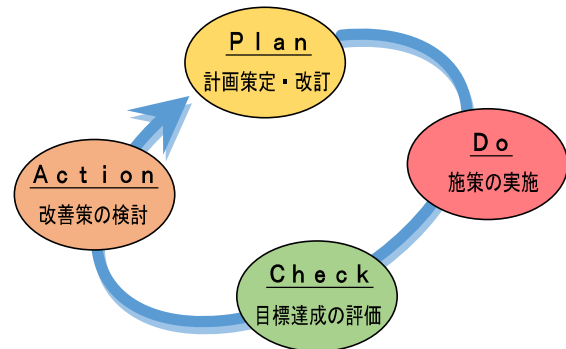 Plan
計画策定・改訂
Do
施策の実施
Check
目標達成の評価
Action
改善策の検討